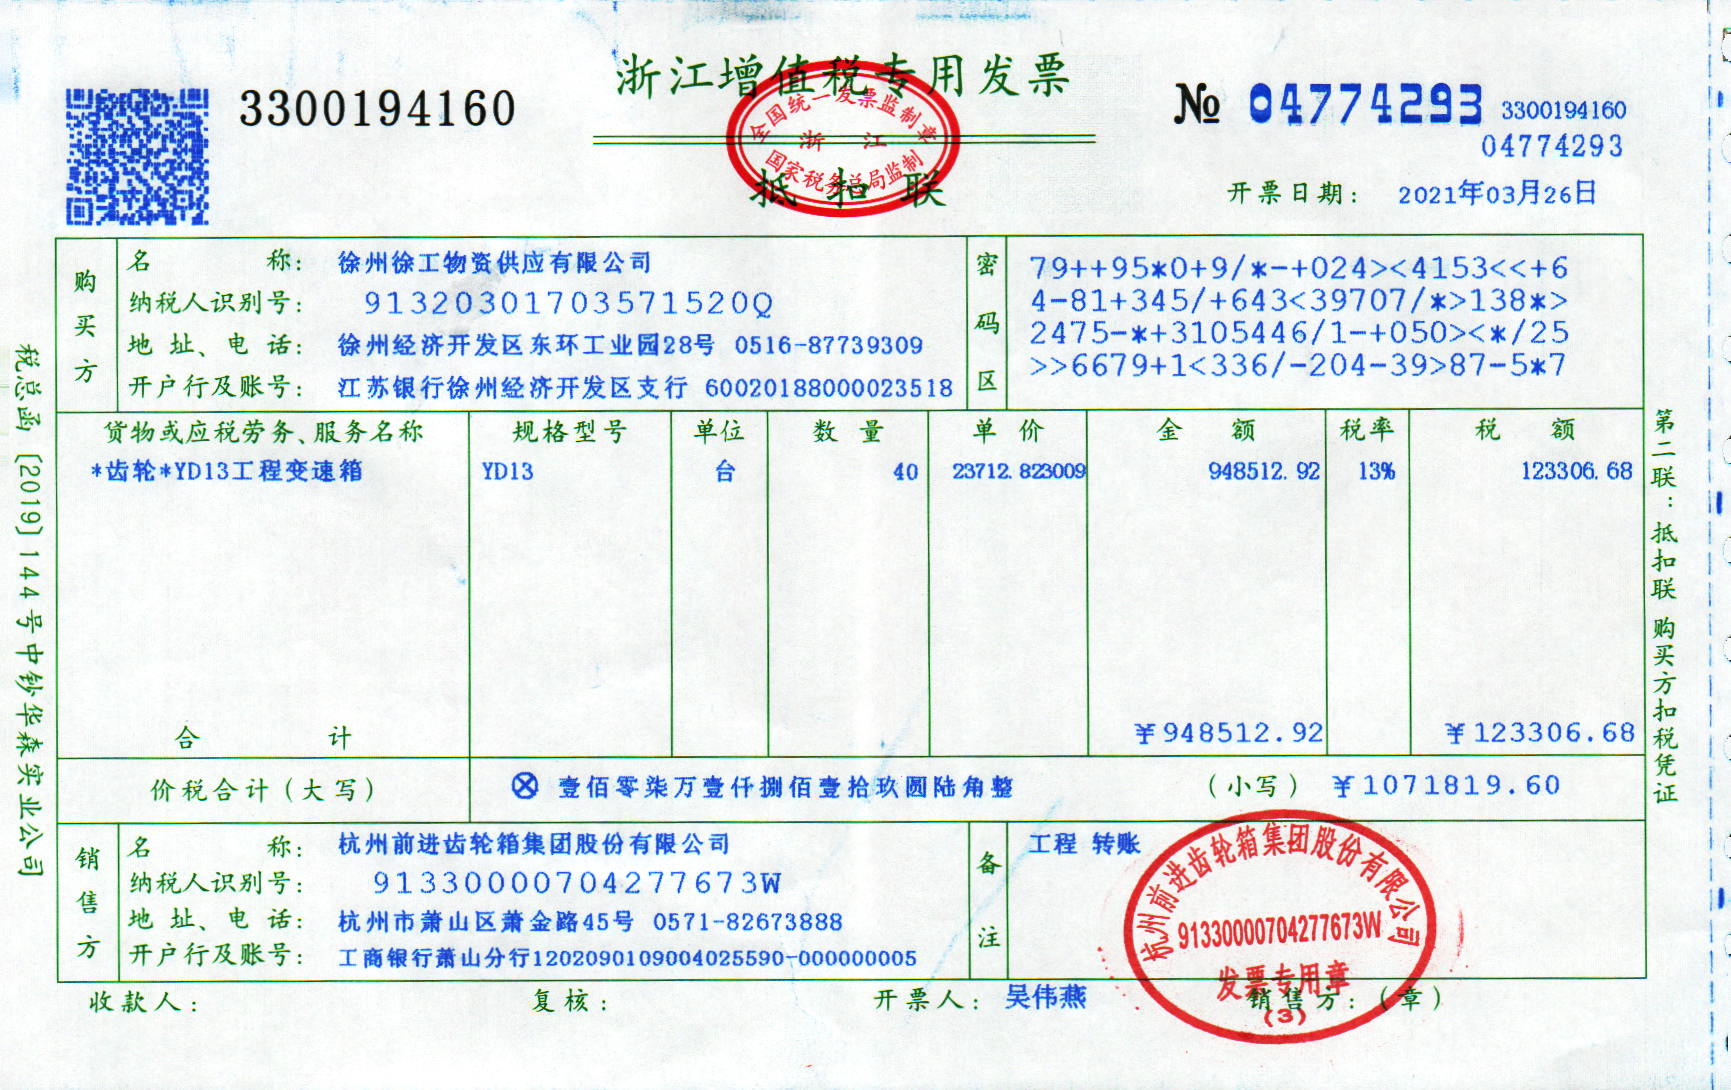 浙江增值税专用发票
3300194160
№ 04774293 3300194160
04774293
全国统一发票监制章
浙 江
国家税务总局监制
抵扣联
开票日期： 2021年03月26日
购买方
名 称： 徐州徐工物资供应有限公司
纳税人识别号： 91320301703571520Q
地 址、电 话： 徐州经济开发区东环工业园28号 0516-87739309
开户行及账号： 江苏银行徐州经济开发区支行 60020188000023518
密码区
79++95*0+9/*-+024><4153<<+6
4-81+345/+643<39707/*>138*>
2475-*+3105446/1-+050><*/25
>>6679+1<336/-204-39>87-5*7
货物或应税劳务、服务名称 规格型号 单位 数 量 单 价 金 额 税率 税 额
*齿轮*YD13工程变速箱 YD13 台 40 23712.823009 948512.92 13% 123306.68
合 计 ￥948512.92 ￥123306.68
价税合计（大写） ⊗ 壹佰零柒万壹仟捌佰壹拾玖圆陆角整 （小写） ￥1071819.60
销售方
名 称： 杭州前进齿轮箱集团股份有限公司
纳税人识别号： 91330000704277673W
地 址、电 话： 杭州市萧山区萧金路45号 0571-82673888
开户行及账号： 工商银行萧山分行1202090109004025590-000000005
备注
工程 转账
杭州前进齿轮箱集团股份有限公司
91330000704277673W
发票专用章
(3)
收款人： 复核： 开票人： 吴伟燕 销售方：（章）
税总函〔2019〕144号中钞华森实业公司
第二联：抵扣联 购买方扣税凭证